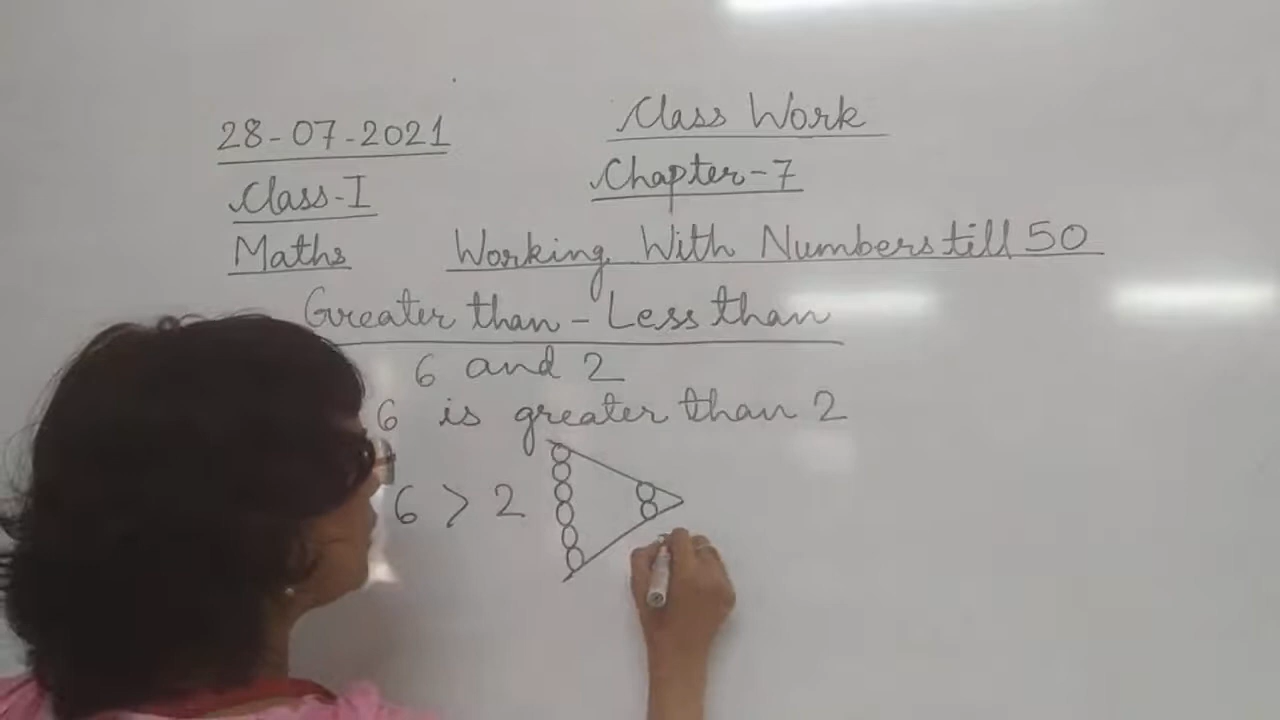 28-07-2021 Class Work
Class-I Chapter-7
Maths Working With Numbers till 50
Greater than - Less than
6 and 2
6 is greater than 2
6 > 2